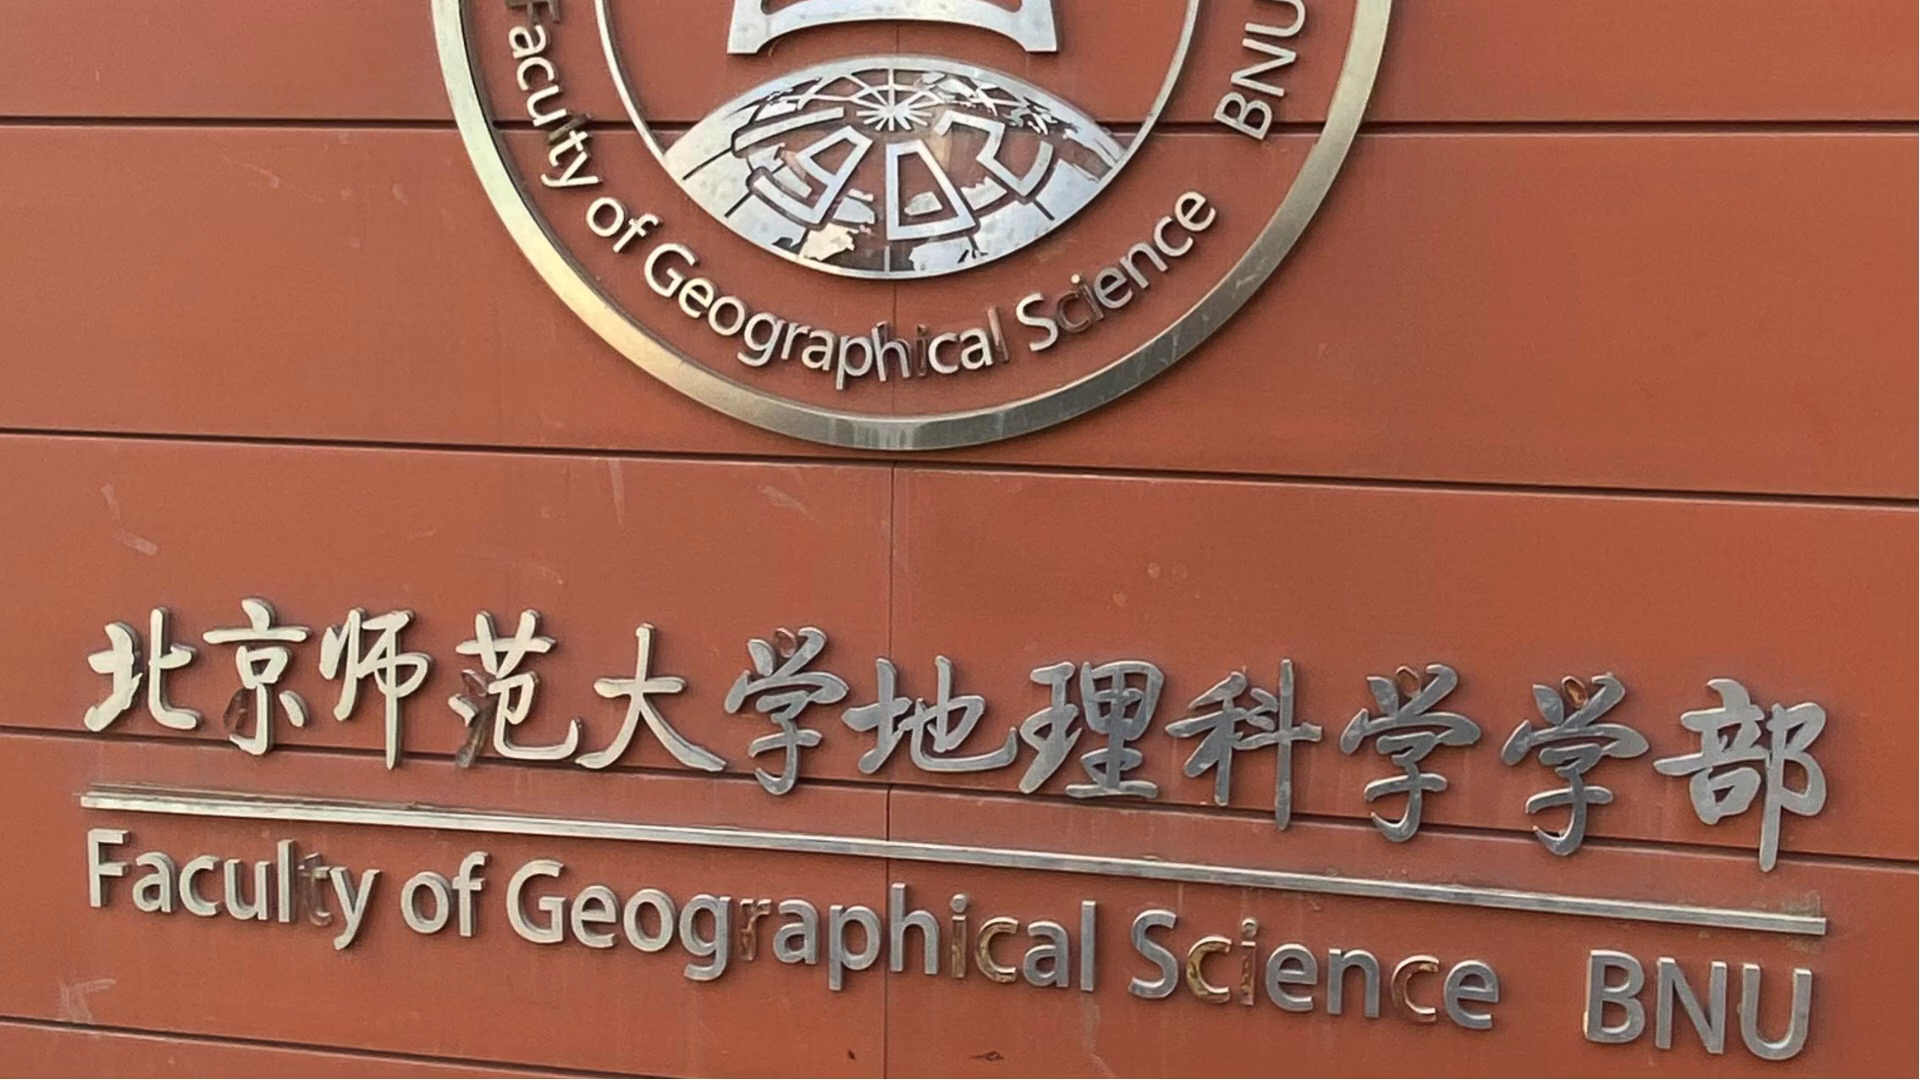 Faculty of Geographical Science BNU
1902
北京师范大学地理科学学部
Faculty of Geographical Science BNU